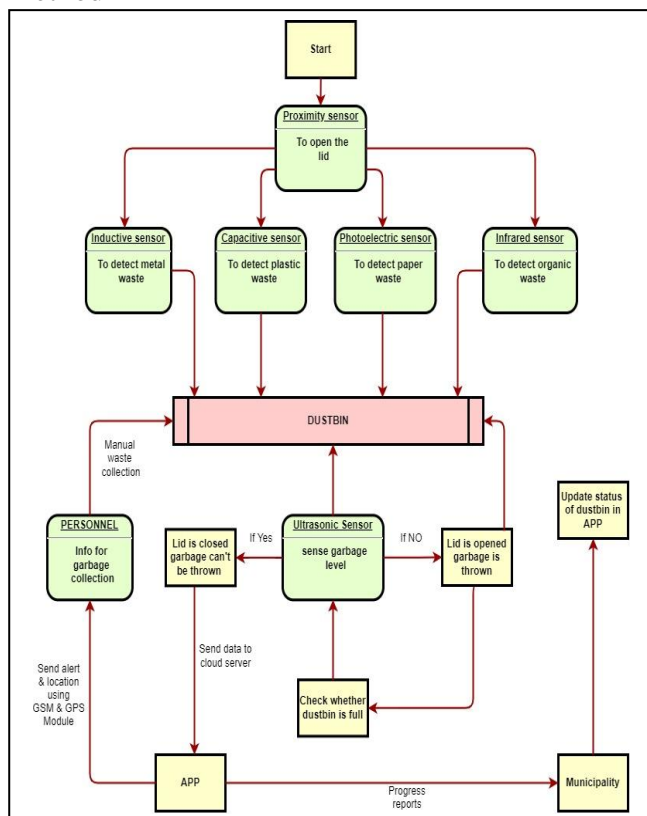 Start
Proximity sensor
To open the
lid
Inductive sensor
To detect metal
waste
Capacitive sensor
To detect plastic
waste
Photoelectric sensor
To detect paper
waste
Infrared sensor
To detect organic
waste
DUSTBIN
Manual
waste
collection
PERSONNEL
Info for
garbage
collection
Lid is closed
garbage can't
be thrown
If Yes
Ultrasonic Sensor
sense garbage
level
If NO
Lid is opened
garbage is
thrown
Update status
of dustbin in
APP
Send data to
cloud server
Send alert
& location
using
GSM & GPS
Module
Check whether
dustbin is full
APP
Progress
reports
Municipality